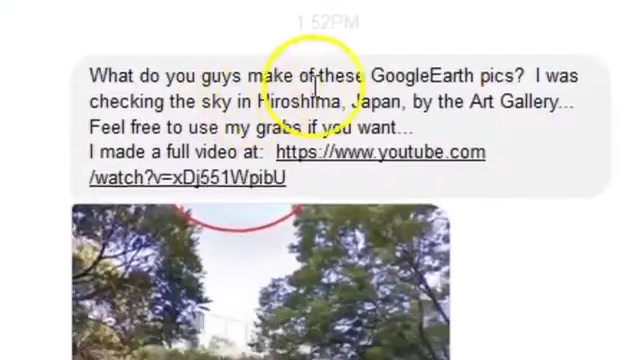 1:52PM
What do you guys make of these GoogleEarth pics? I was
checking the sky in Hiroshima, Japan, by the Art Gallery...
Feel free to use my grabs if you want...
I made a full video at: https://www.youtube.com
/watch?v=xDj551WpibU